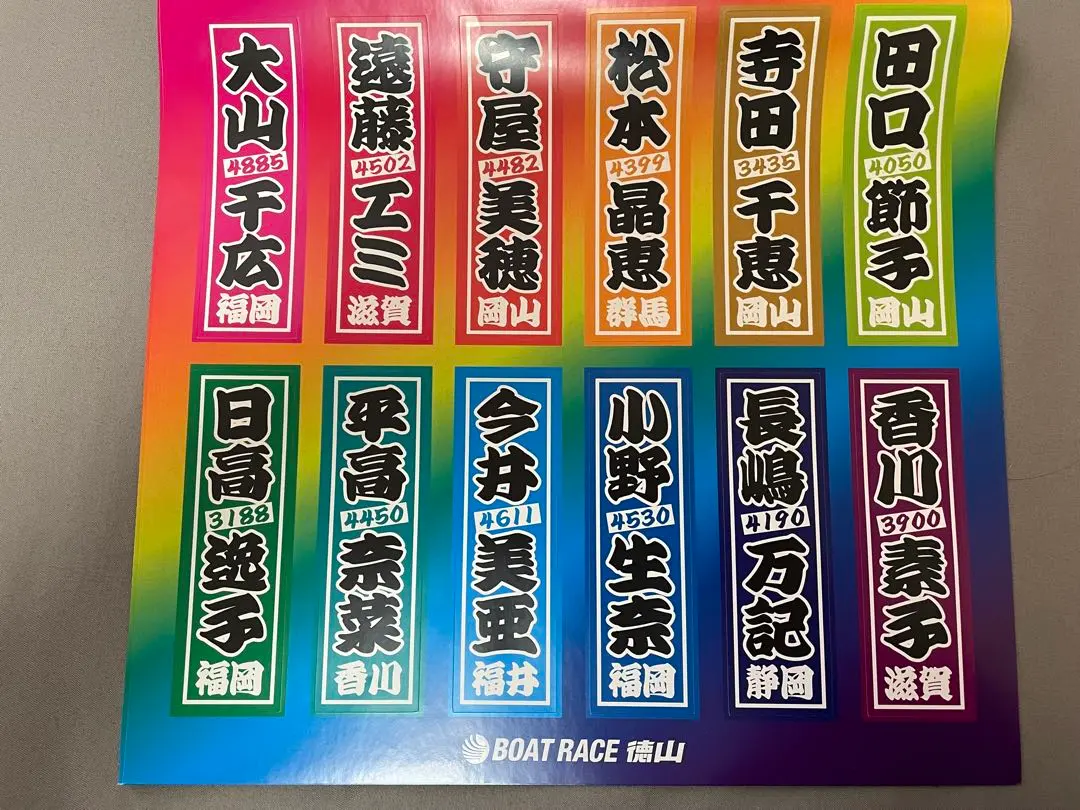 田口
4050
節子
岡山
寺田
3435
千恵
岡山
松本
4399
晶恵
群馬
守屋
4482
美穂
岡山
遠藤
4502
エミ
滋賀
大山
4885
千広
福岡
香川
3900
素子
滋賀
長嶋
4190
万記
静岡
小野
4530
生奈
福岡
今井
4611
美亜
福井
平高
4450
奈菜
香川
日高
3188
逸子
福岡
BOAT RACE 徳山